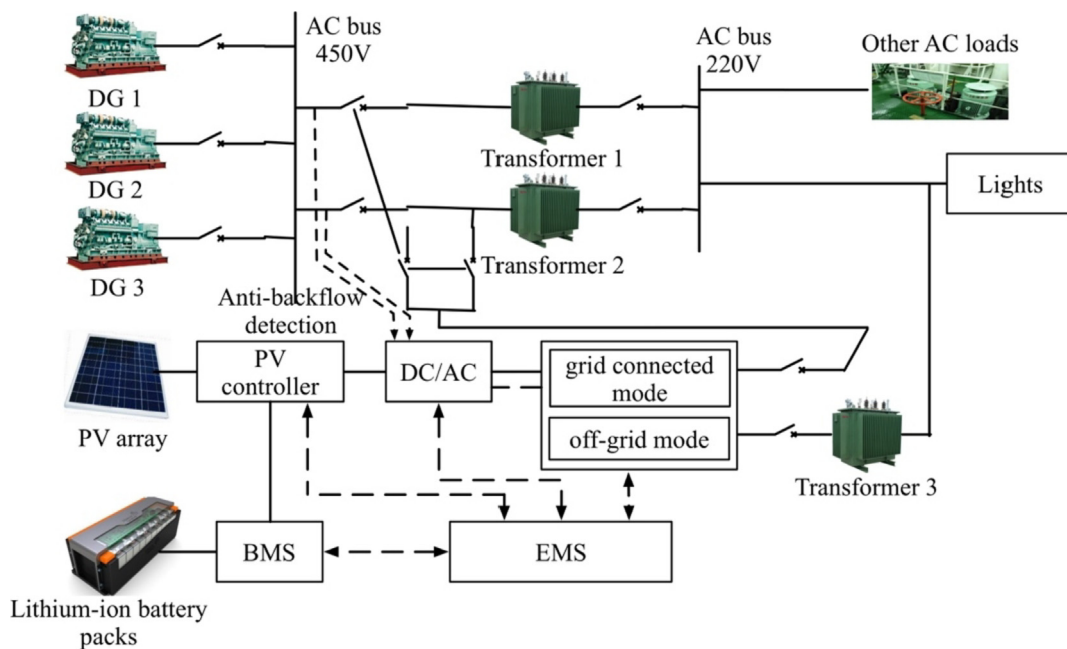 AC bus
450V
AC bus
220V
Other AC loads
DG 1
Transformer 1
DG 2
Lights
Transformer 2
DG 3
Anti-backflow
detection
PV
controller
DC/AC
grid connected
mode
off-grid mode
PV array
Transformer 3
BMS
EMS
Lithium-ion battery
packs